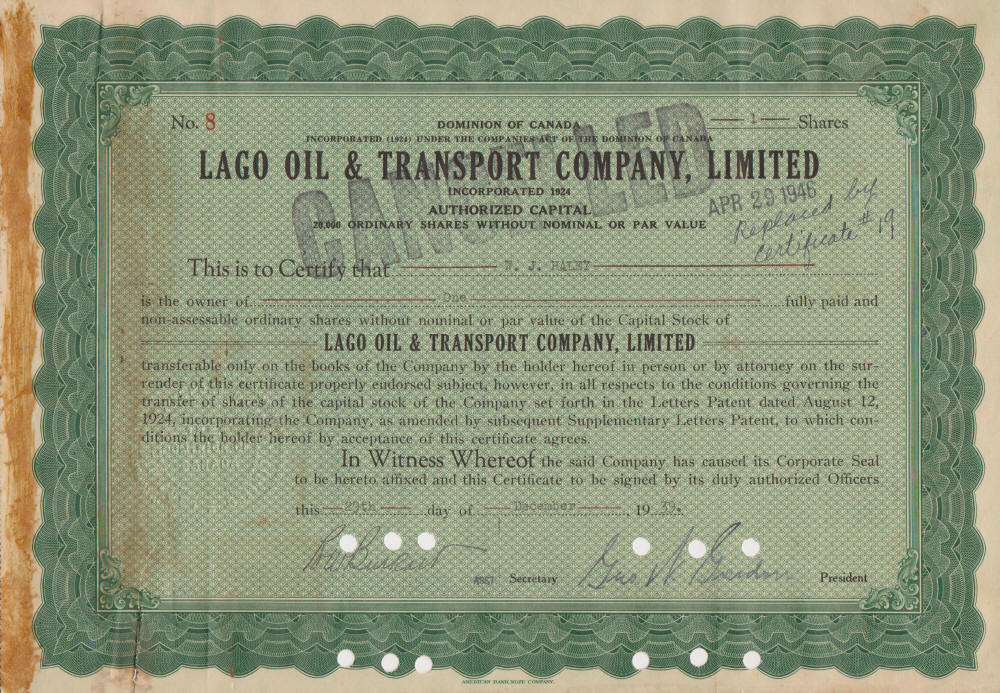 No. 8
DOMINION OF CANADA
1 Shares
INCORPORATED (1924) UNDER THE COMPANIES ACT OF THE DOMINION OF CANADA
LAGO OIL & TRANSPORT COMPANY, LIMITED
INCORPORATED 1924
AUTHORIZED CAPITAL
20,000 ORDINARY SHARES WITHOUT NOMINAL OR PAR VALUE
CANCELLED
APR 29 1946
Replaced by
Certificate # 19
This is to Certify that W. J. HALEY
is the owner of One fully paid and
non-assessable ordinary shares without nominal or par value of the Capital Stock of
LAGO OIL & TRANSPORT COMPANY, LIMITED
transferable only on the books of the Company by the holder hereof in person or by attorney on the sur-
render of this certificate properly endorsed subject, however, in all respects to the conditions governing the
transfer of shares of the capital stock of the Company set forth in the Letters Patent dated August 12,
1924, incorporating the Company, as amended by subsequent Supplementary Letters Patent, to which con-
ditions the holder hereof by acceptance of this certificate agrees.
In Witness Whereof the said Company has caused its Corporate Seal
to be hereto affixed and this Certificate to be signed by its duly authorized Officers
this 29th day of December, 19 39.
ASST Secretary
Geo. W. Gordon President
AMERICAN BANK NOTE COMPANY.